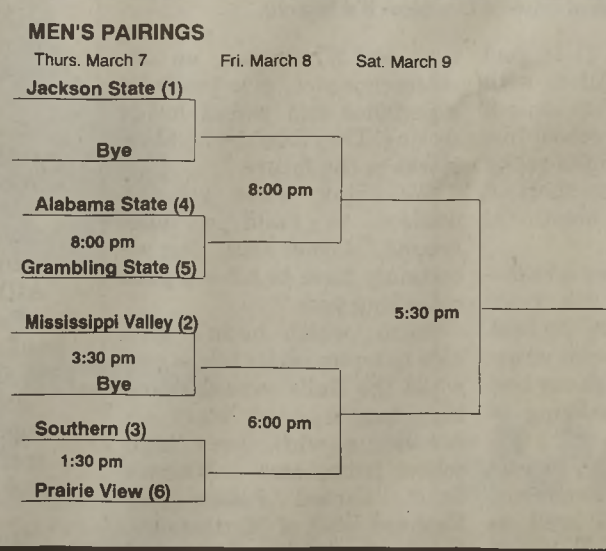 MEN'S PAIRINGS
Thurs. March 7 Fri. March 8 Sat. March 9
Jackson State (1)
Bye
8:00 pm
Alabama State (4)
8:00 pm
Grambling State (5)
Mississippi Valley (2)
5:30 pm
3:30 pm
Bye
Southern (3)
6:00 pm
1:30 pm
Prairie View (6)